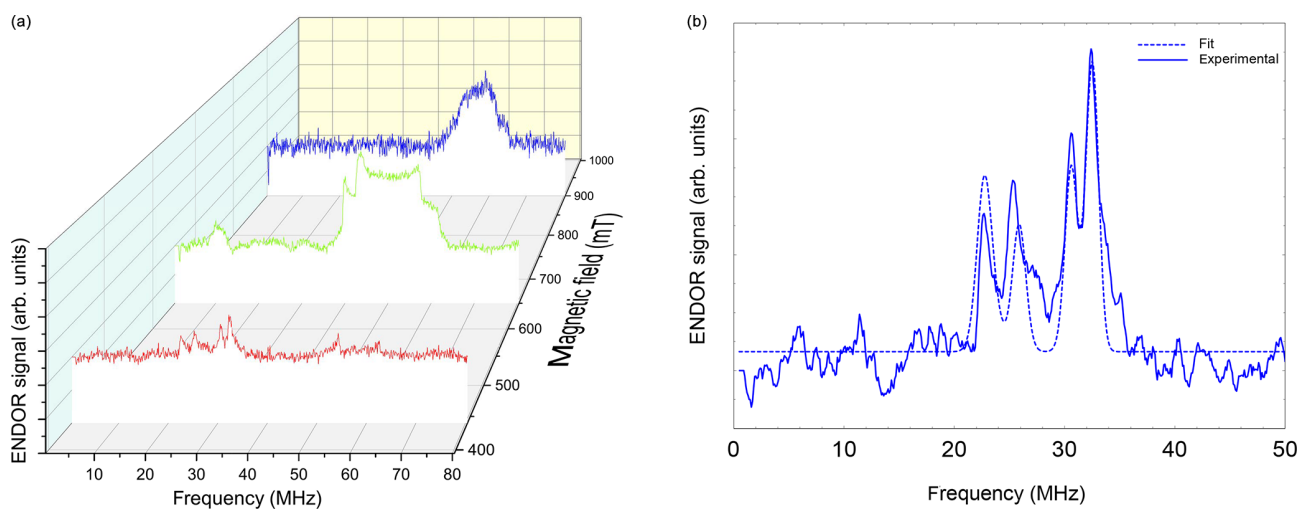 (a)
ENDOR signal (arb. units)
1000
900
800
700
600
500
400
Magnetic field (mT)
10 20 30 40 50 60 70 80
Frequency (MHz)
(b)
Fit
Experimental
ENDOR signal (arb. units)
0 10 20 30 40 50
Frequency (MHz)